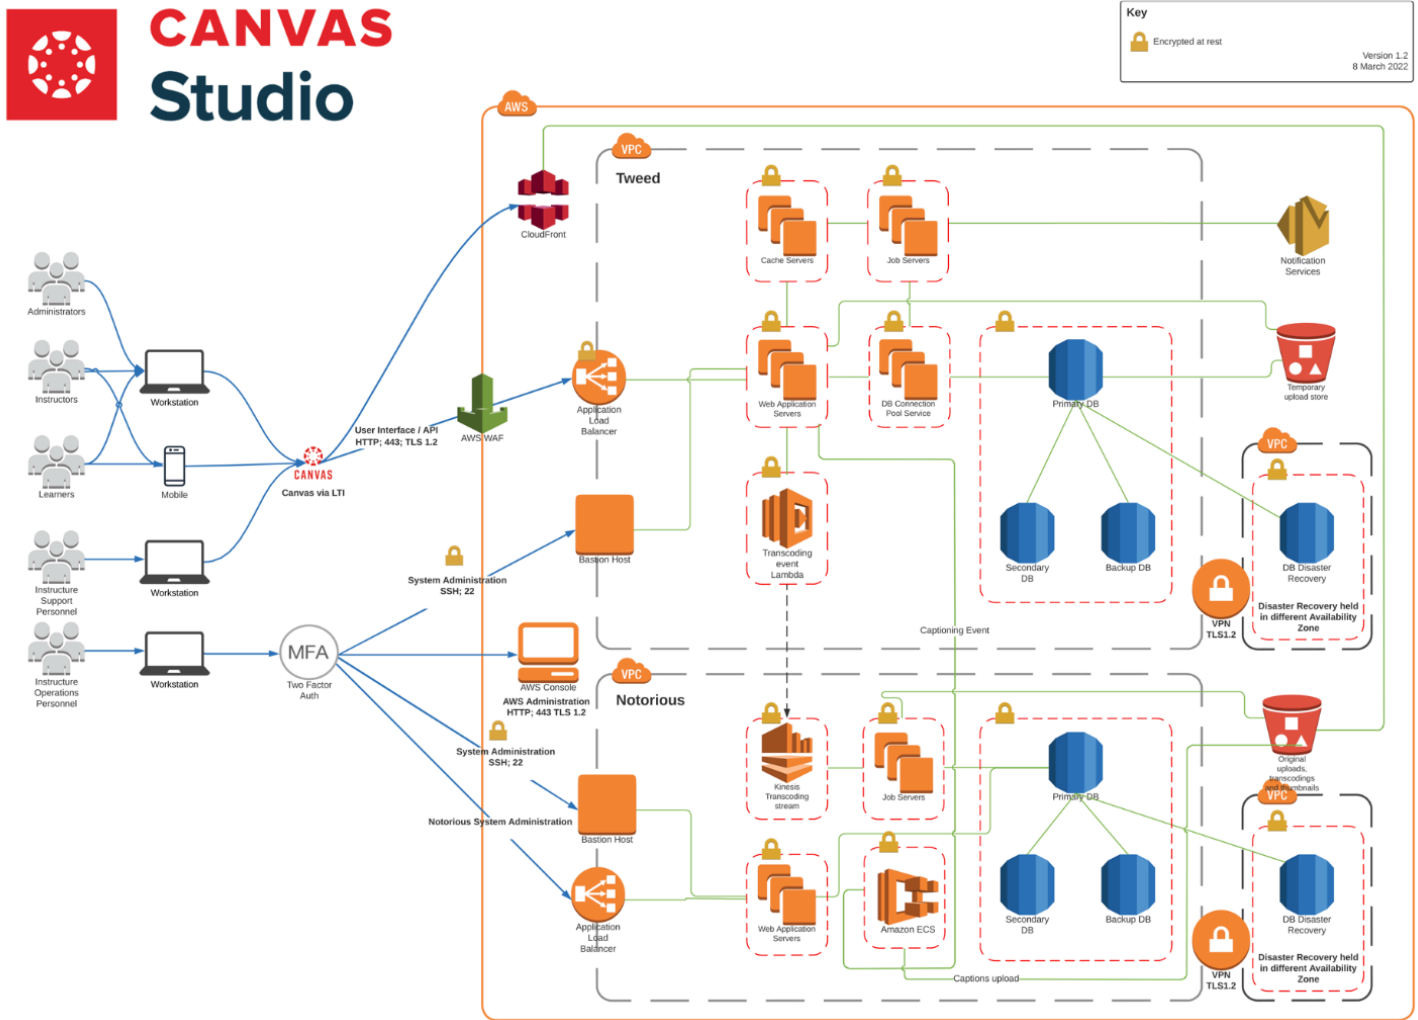 CANVAS
Studio
Key
Encrypted at rest
Version 1.2
8 March 2022
AWS
VPC
Tweed
CloudFront
Cache Servers
Job Servers
Notification
Services
Administrators
Instructors
Learners
Workstation
Mobile
CANVAS
Canvas via LTI
User Interface / API
HTTP; 443; TLS 1.2
AWS WAF
Application
Load
Balancer
Web Application
Servers
DB Connection
Pool Service
Primary DB
Temporary
upload store
Bastion Host
Transcoding
event
Lambda
Secondary
DB
Backup DB
VPC
DB Disaster
Recovery
Disaster Recovery held
in different Availability
Zone
VPN
TLS1.2
Instructure
Support
Personnel
Workstation
System Administration
SSH; 22
Instructure
Operations
Personnel
Workstation
MFA
Two Factor
Auth
AWS Console
AWS Administration
HTTP; 443 TLS 1.2
Captioning Event
VPC
Notorious
System Administration
SSH; 22
Kinesis
Transcoding
stream
Job Servers
Primary DB
Original
uploads,
transcodings
and thumbnails
Notorious System Administration
Bastion Host
Application
Load
Balancer
Web Application
Servers
Amazon ECS
Secondary
DB
Backup DB
VPC
DB Disaster
Recovery
Disaster Recovery held
in different Availability
Zone
VPN
TLS1.2
Captions upload